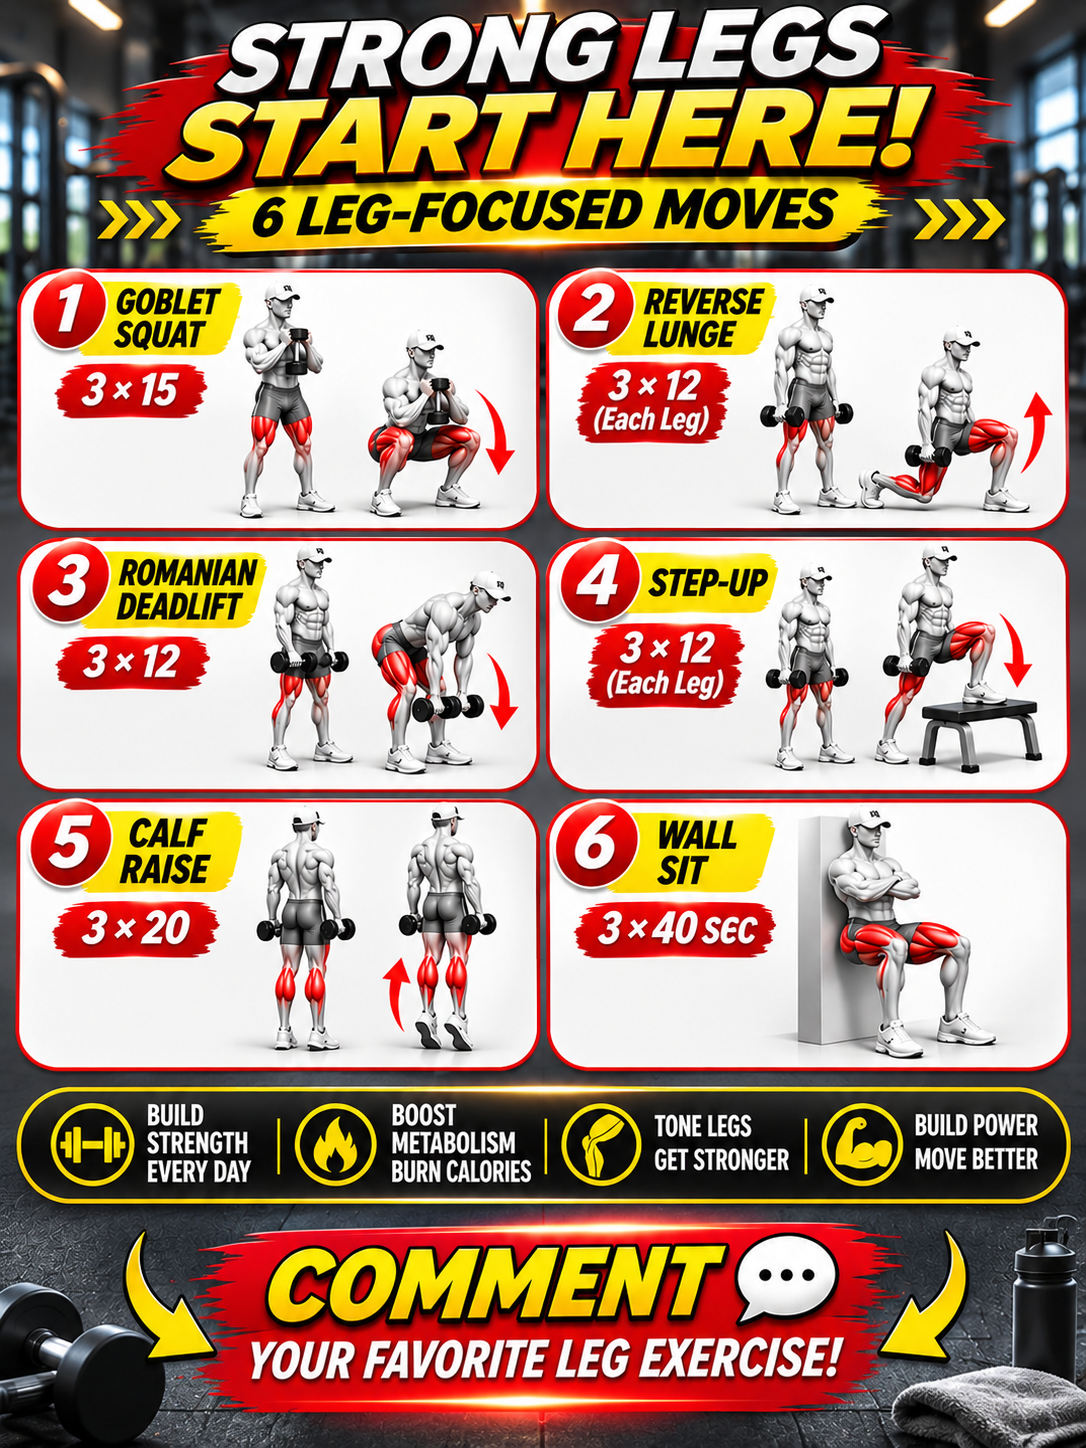 STRONG LEGS
START HERE!
6 LEG-FOCUSED MOVES
1
GOBLET
SQUAT
3 × 15
2
REVERSE
LUNGE
3 × 12
(Each Leg)
3
ROMANIAN
DEADLIFT
3 × 12
4
STEP-UP
3 × 12
(Each Leg)
5
CALF
RAISE
3 × 20
6
WALL
SIT
3 × 40 SEC
BUILD
STRENGTH
EVERY DAY
BOOST
METABOLISM
BURN CALORIES
TONE LEGS
GET STRONGER
BUILD POWER
MOVE BETTER
COMMENT
YOUR FAVORITE LEG EXERCISE!